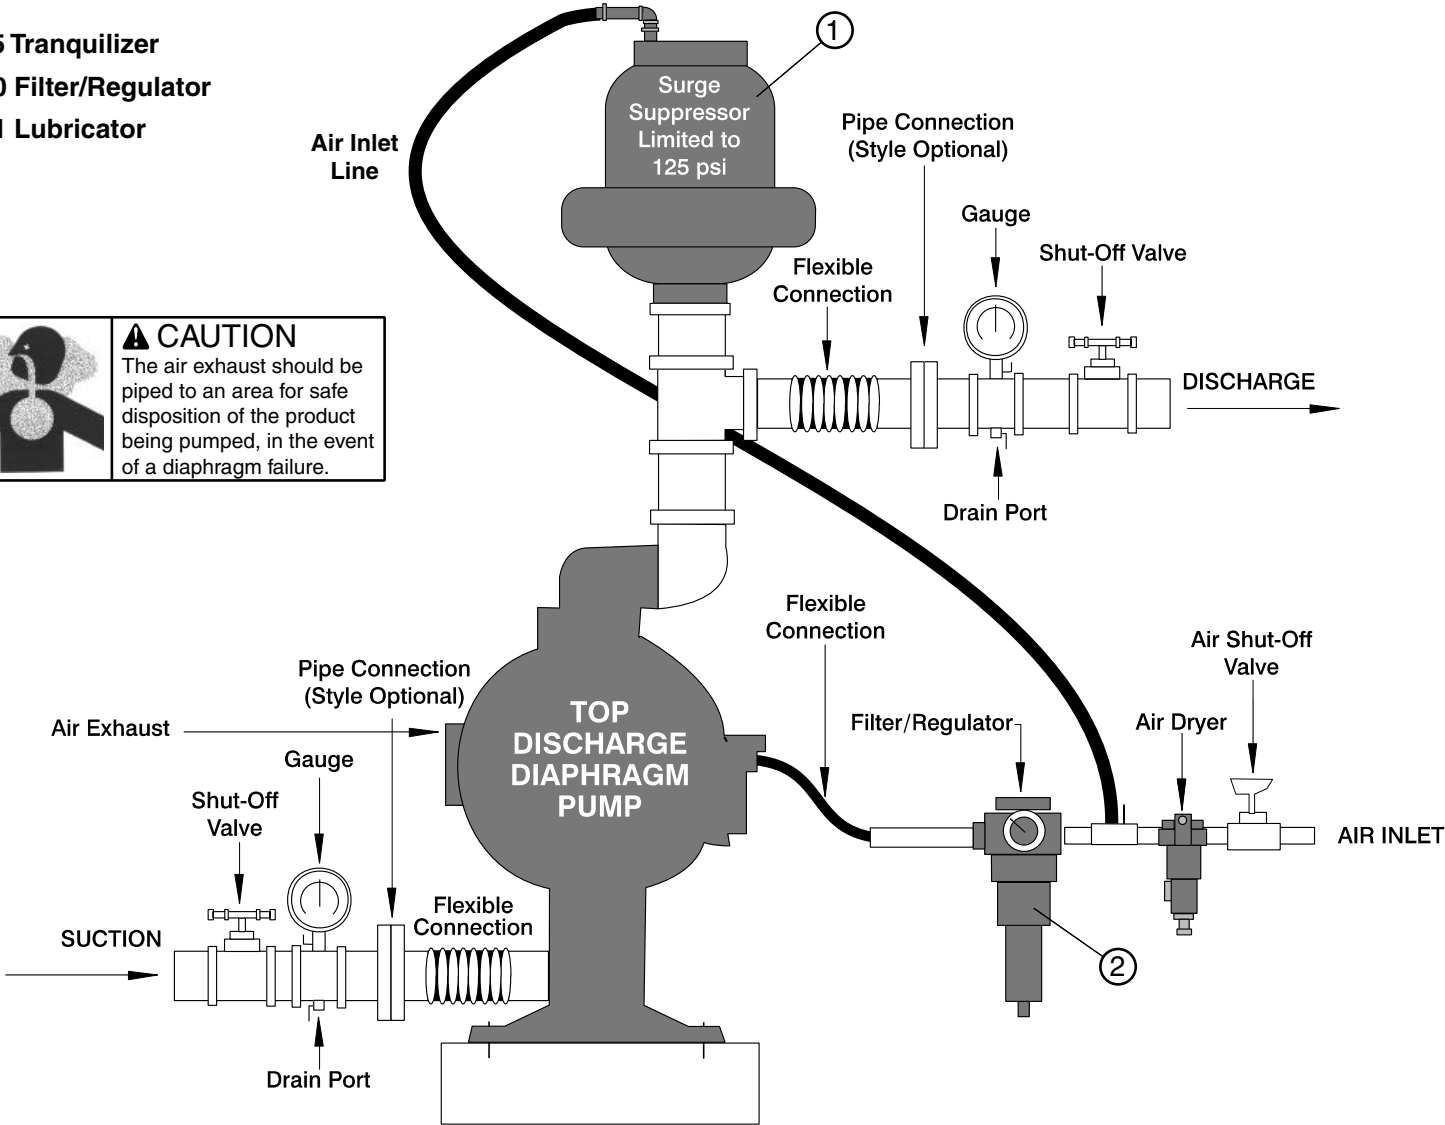 5 Tranquilizer
0 Filter/Regulator
1 Lubricator
Air Inlet
Line
Surge
Suppressor
Limited to
125 psi
1
Pipe Connection
(Style Optional)
Gauge
Shut-Off Valve
Flexible
Connection
DISCHARGE
Drain Port
CAUTION
The air exhaust should be
piped to an area for safe
disposition of the product
being pumped, in the event
of a diaphragm failure.
Flexible
Connection
Air Shut-Off
Valve
Pipe Connection
(Style Optional)
Air Exhaust
TOP
DISCHARGE
DIAPHRAGM
PUMP
Filter/Regulator
Air Dryer
Gauge
Shut-Off
Valve
AIR INLET
Flexible
Connection
SUCTION
2
Drain Port